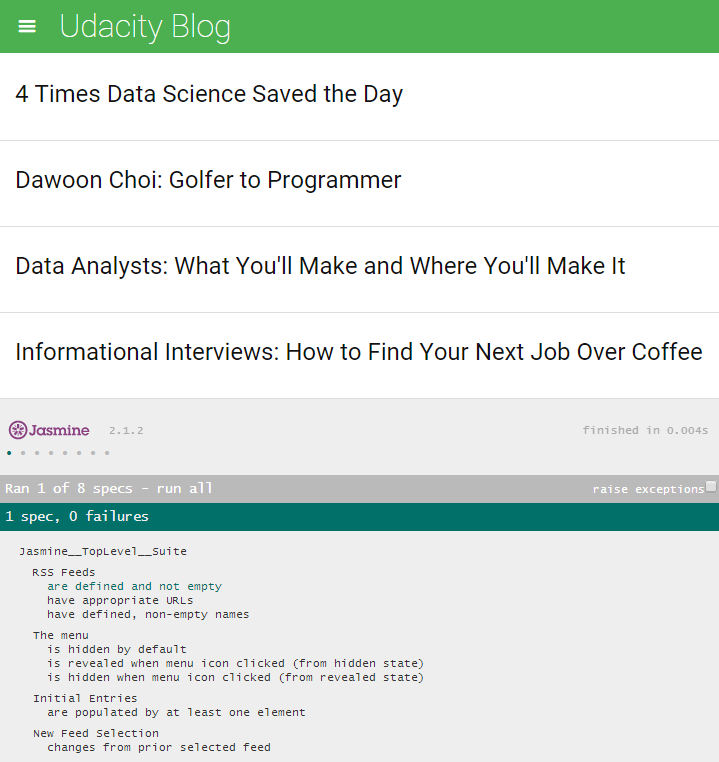 Udacity Blog
4 Times Data Science Saved the Day
Dawoon Choi: Golfer to Programmer
Data Analysts: What You'll Make and Where You'll Make It
Informational Interviews: How to Find Your Next Job Over Coffee
Jasmine 2.1.2 finished in 0.004s
Ran 1 of 8 specs - run all raise exceptions
1 spec, 0 failures
Jasmine__TopLevel__Suite
RSS Feeds
are defined and not empty
have appropriate URLs
have defined, non-empty names
The menu
is hidden by default
is revealed when menu icon clicked (from hidden state)
is hidden when menu icon clicked (from revealed state)
Initial Entries
are populated by at least one element
New Feed Selection
changes from prior selected feed